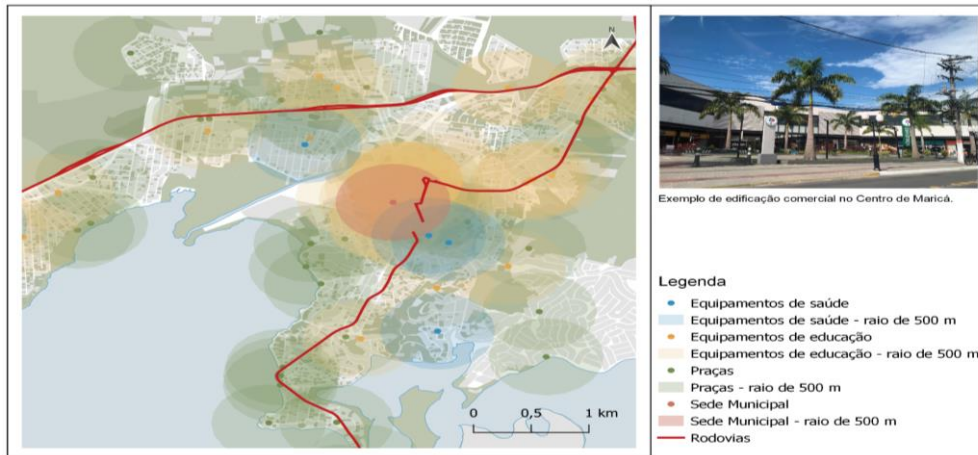 N
0 0,5 1 km
Exemplo de edificação comercial no Centro de Maricá.
Legenda
Equipamentos de saúde
Equipamentos de saúde - raio de 500 m
Equipamentos de educação
Equipamentos de educação - raio de 500 m
Praças
Praças - raio de 500 m
Sede Municipal
Sede Municipal - raio de 500 m
Rodovias